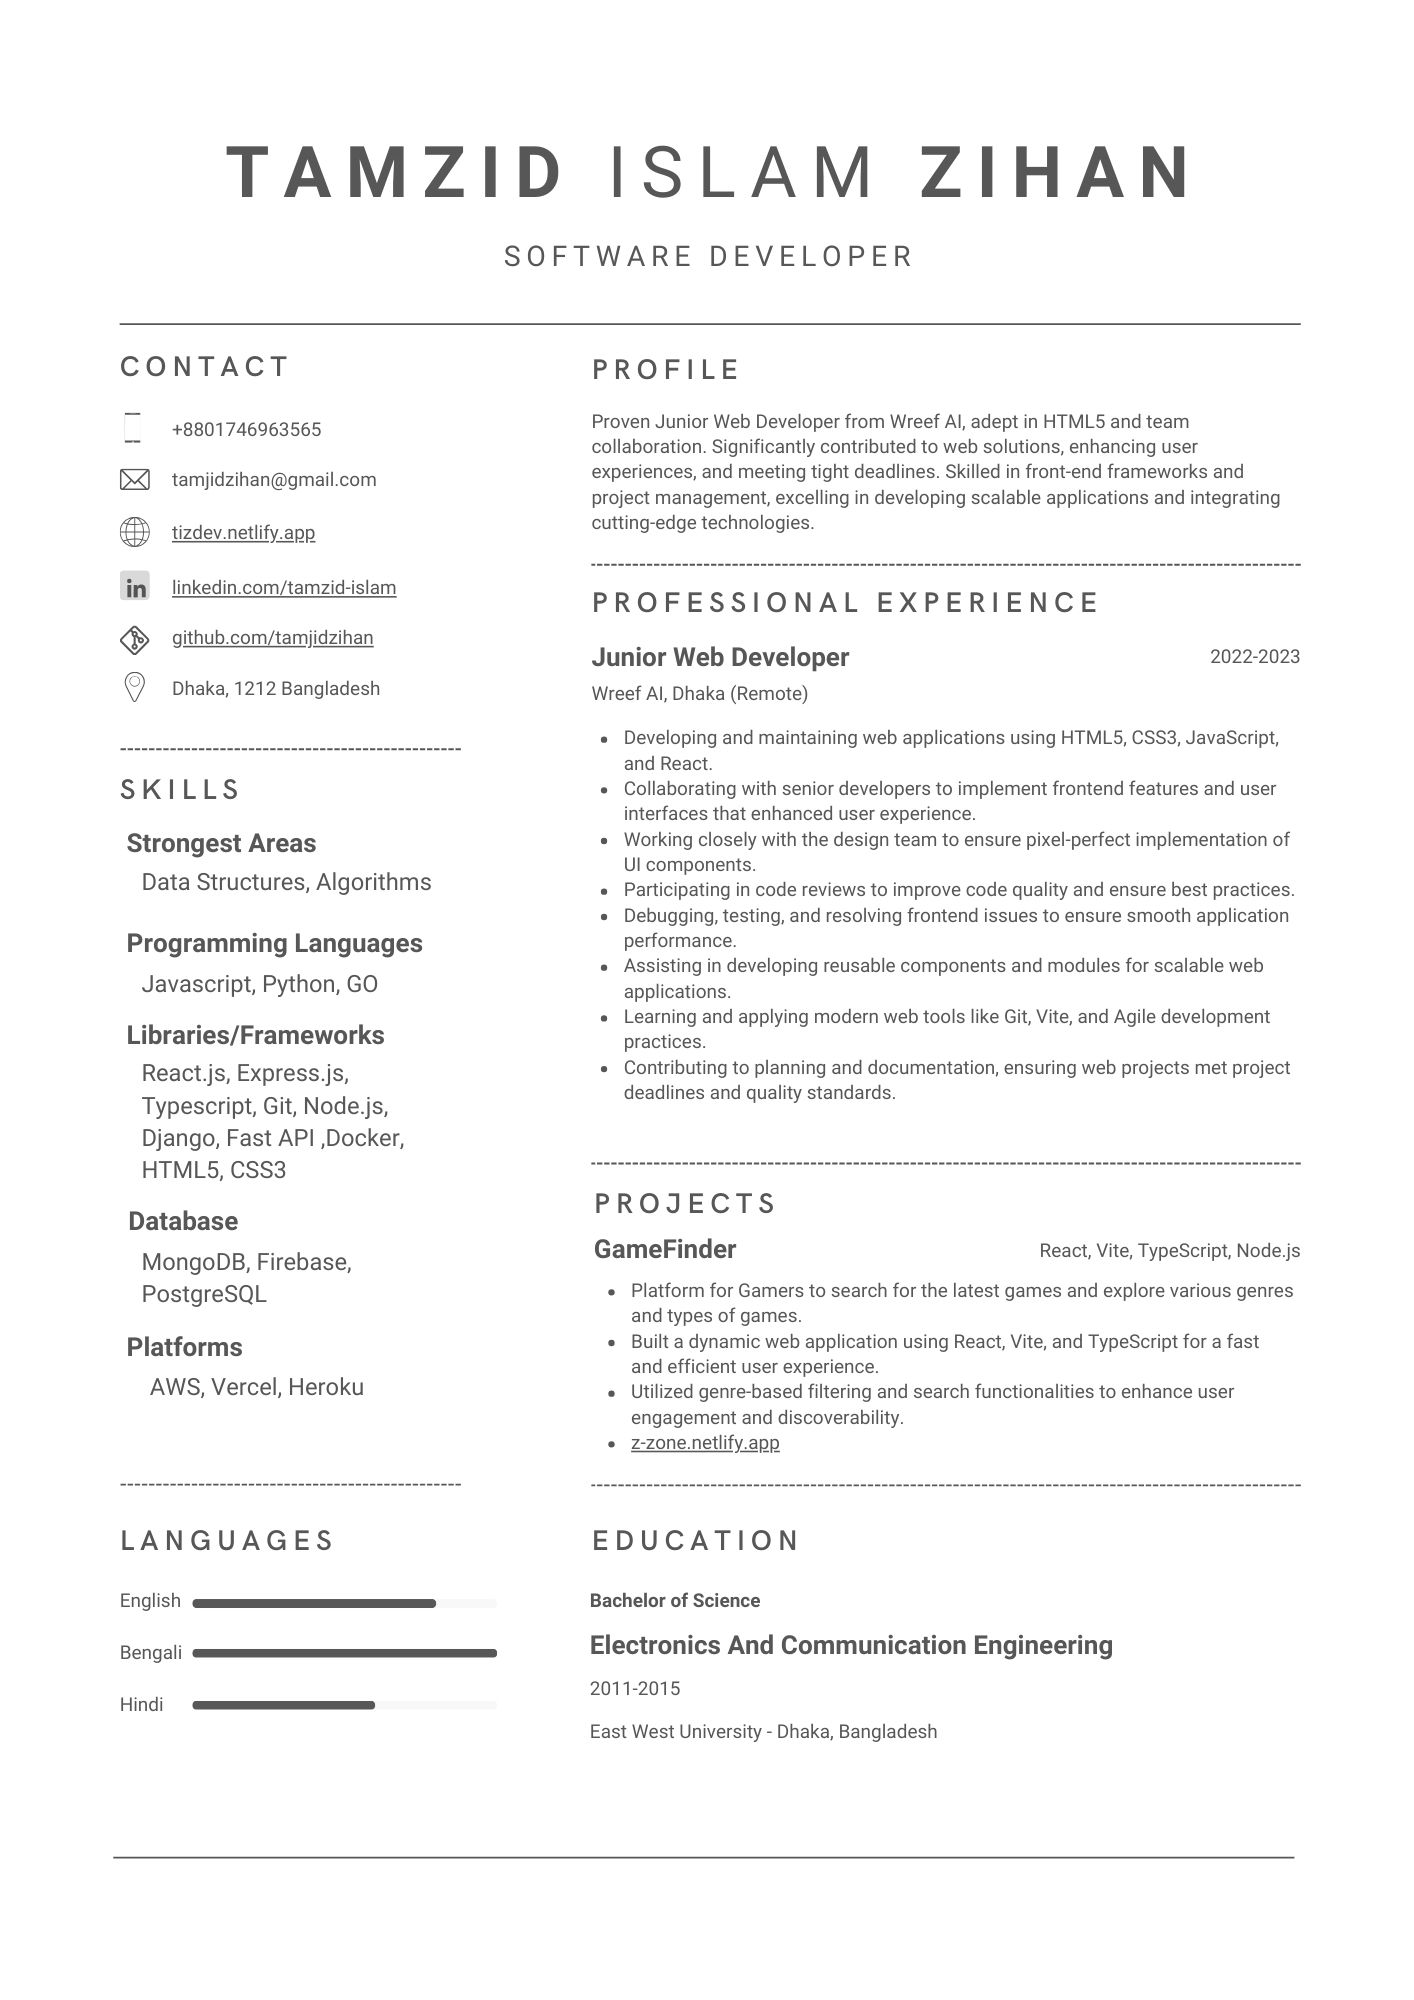 TAMZID ISLAM ZIHAN
SOFTWARE DEVELOPER
CONTACT
+8801746963565
tamjidzihan@gmail.com
tizdev.netlify.app
linkedin.com/tamzid-islam
github.com/tamjidzihan
Dhaka, 1212 Bangladesh
SKILLS
Strongest Areas
Data Structures, Algorithms
Programming Languages
Javascript, Python, GO
Libraries/Frameworks
React.js, Express.js,
Typescript, Git, Node.js,
Django, Fast API ,Docker,
HTML5, CSS3
Database
MongoDB, Firebase,
PostgreSQL
Platforms
AWS, Vercel, Heroku
LANGUAGES
English
Bengali
Hindi
PROFILE
Proven Junior Web Developer from Wreef AI, adept in HTML5 and team
collaboration. Significantly contributed to web solutions, enhancing user
experiences, and meeting tight deadlines. Skilled in front-end frameworks and
project management, excelling in developing scalable applications and integrating
cutting-edge technologies.
PROFESSIONAL EXPERIENCE
Junior Web Developer 2022-2023
Wreef AI, Dhaka (Remote)
• Developing and maintaining web applications using HTML5, CSS3, JavaScript,
and React.
• Collaborating with senior developers to implement frontend features and user
interfaces that enhanced user experience.
• Working closely with the design team to ensure pixel-perfect implementation of
UI components.
• Participating in code reviews to improve code quality and ensure best practices.
• Debugging, testing, and resolving frontend issues to ensure smooth application
performance.
• Assisting in developing reusable components and modules for scalable web
applications.
• Learning and applying modern web tools like Git, Vite, and Agile development
practices.
• Contributing to planning and documentation, ensuring web projects met project
deadlines and quality standards.
PROJECTS
GameFinder React, Vite, TypeScript, Node.js
• Platform for Gamers to search for the latest games and explore various genres
and types of games.
• Built a dynamic web application using React, Vite, and TypeScript for a fast
and efficient user experience.
• Utilized genre-based filtering and search functionalities to enhance user
engagement and discoverability.
• z-zone.netlify.app
EDUCATION
Bachelor of Science
Electronics And Communication Engineering
2011-2015
East West University - Dhaka, Bangladesh